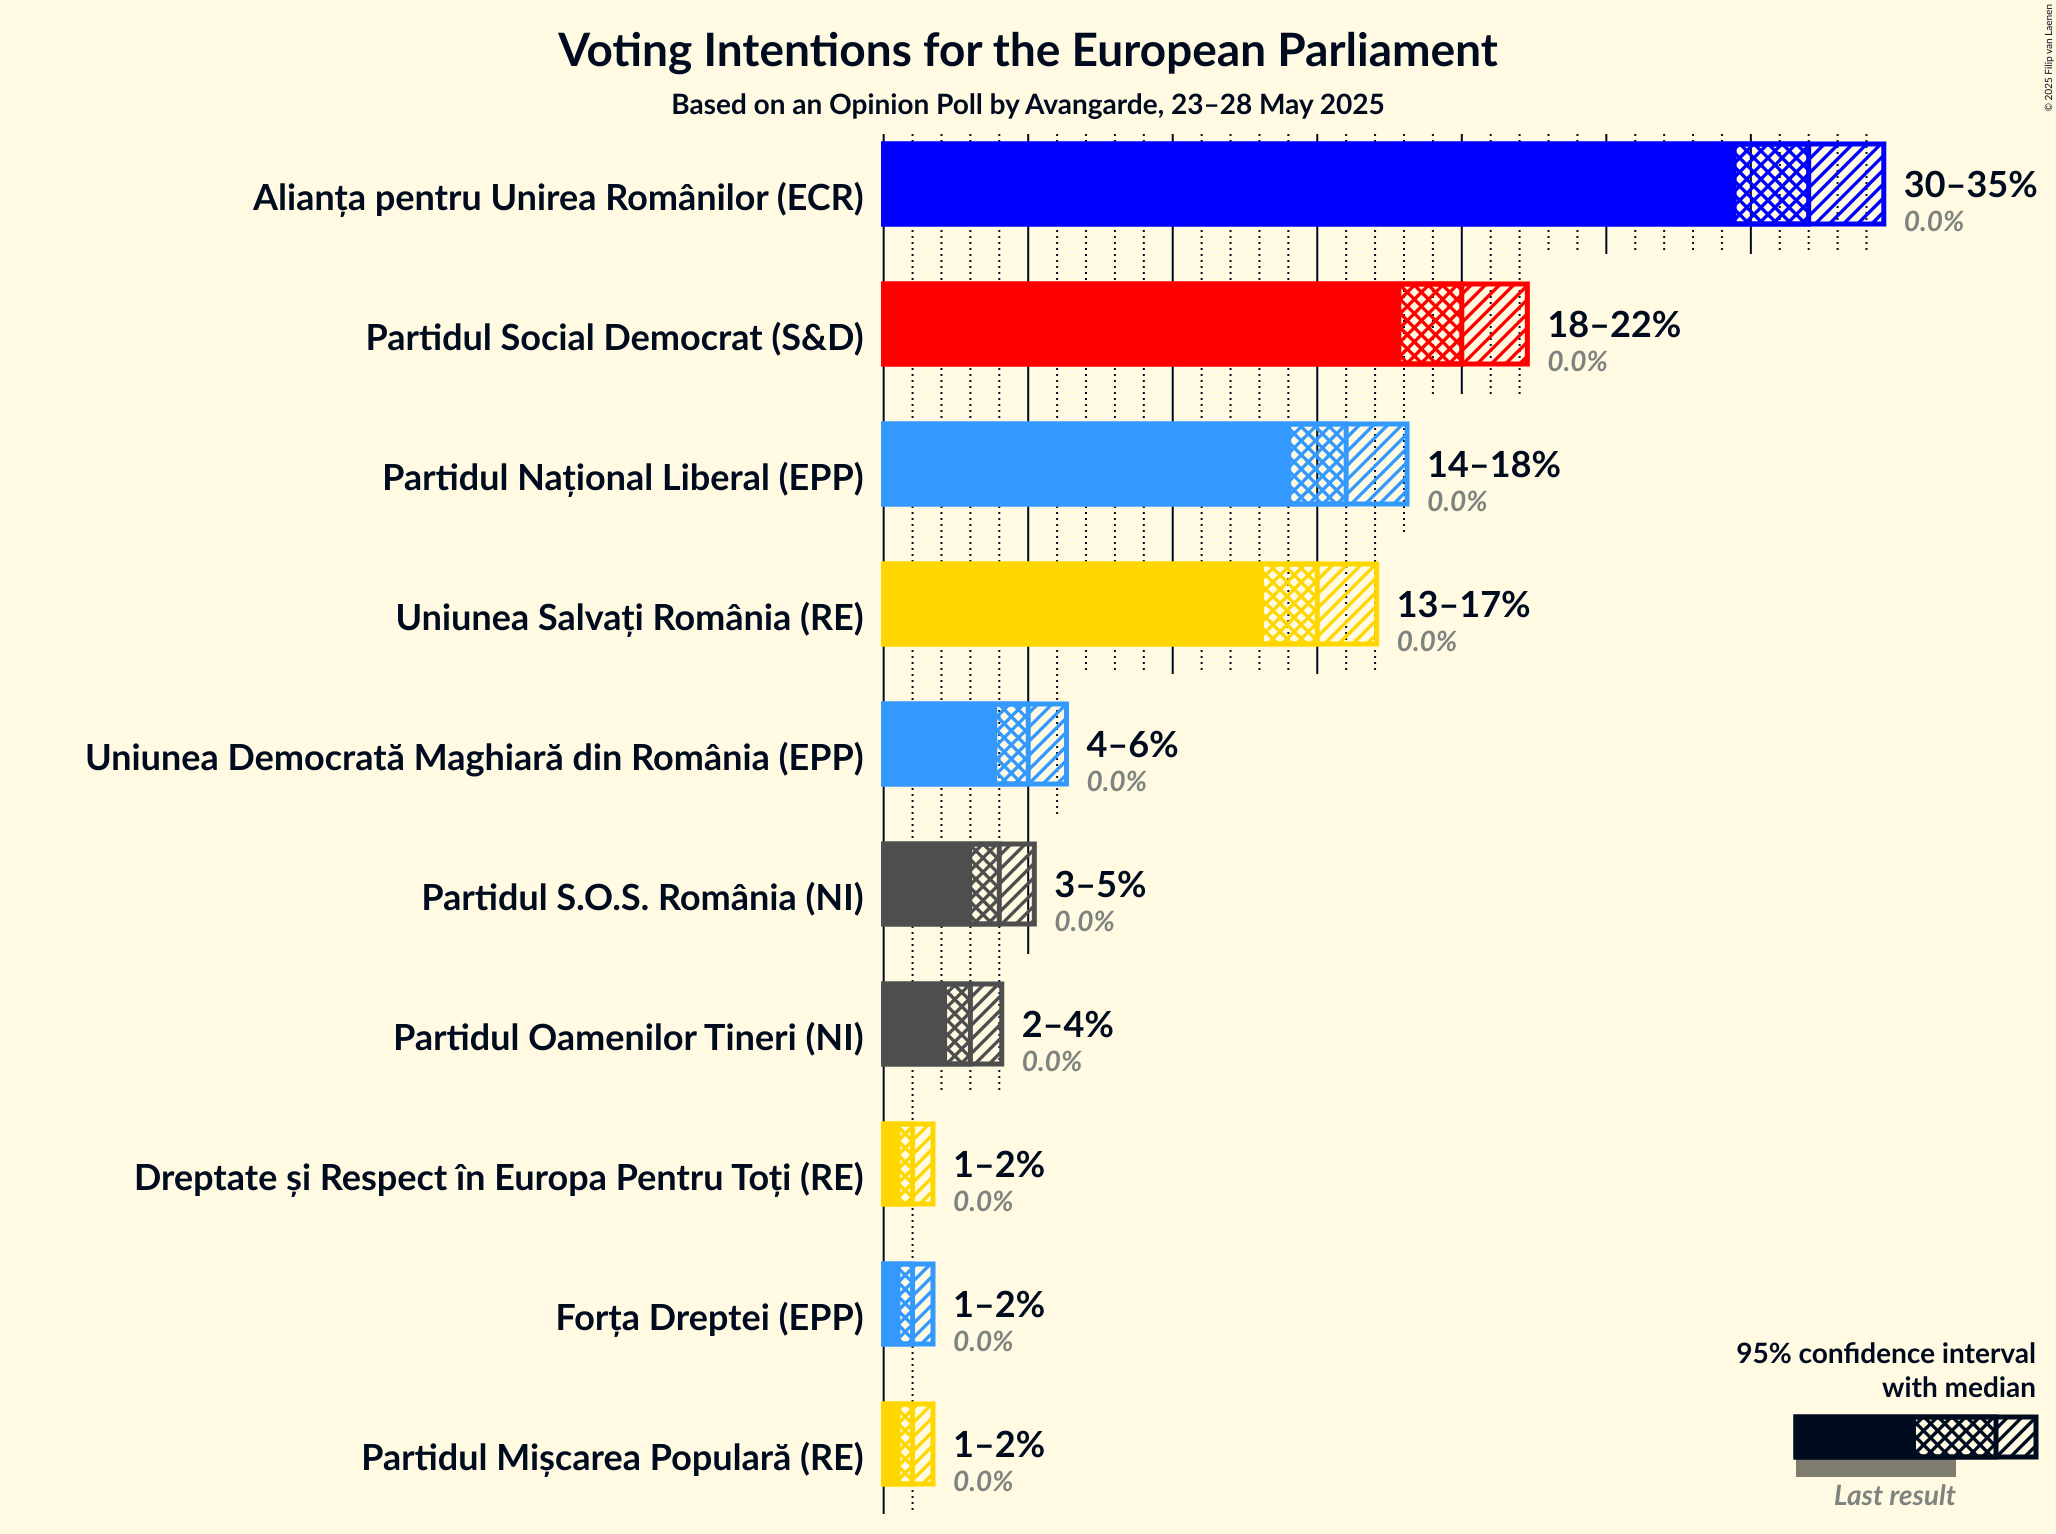 Voting Intentions for the European Parliament
Based on an Opinion Poll by Avangarde, 23–28 May 2025
© 2025 Filip van Laenen
Alianța pentru Unirea Românilor (ECR)
30–35%
0.0%
Partidul Social Democrat (S&D)
18–22%
0.0%
Partidul Național Liberal (EPP)
14–18%
0.0%
Uniunea Salvați România (RE)
13–17%
0.0%
Uniunea Democrată Maghiară din România (EPP)
4–6%
0.0%
Partidul S.O.S. România (NI)
3–5%
0.0%
Partidul Oamenilor Tineri (NI)
2–4%
0.0%
Dreptate și Respect în Europa Pentru Toți (RE)
1–2%
0.0%
Forța Dreptei (EPP)
1–2%
0.0%
Partidul Mișcarea Populară (RE)
1–2%
0.0%
95% confidence interval
with median
Last result